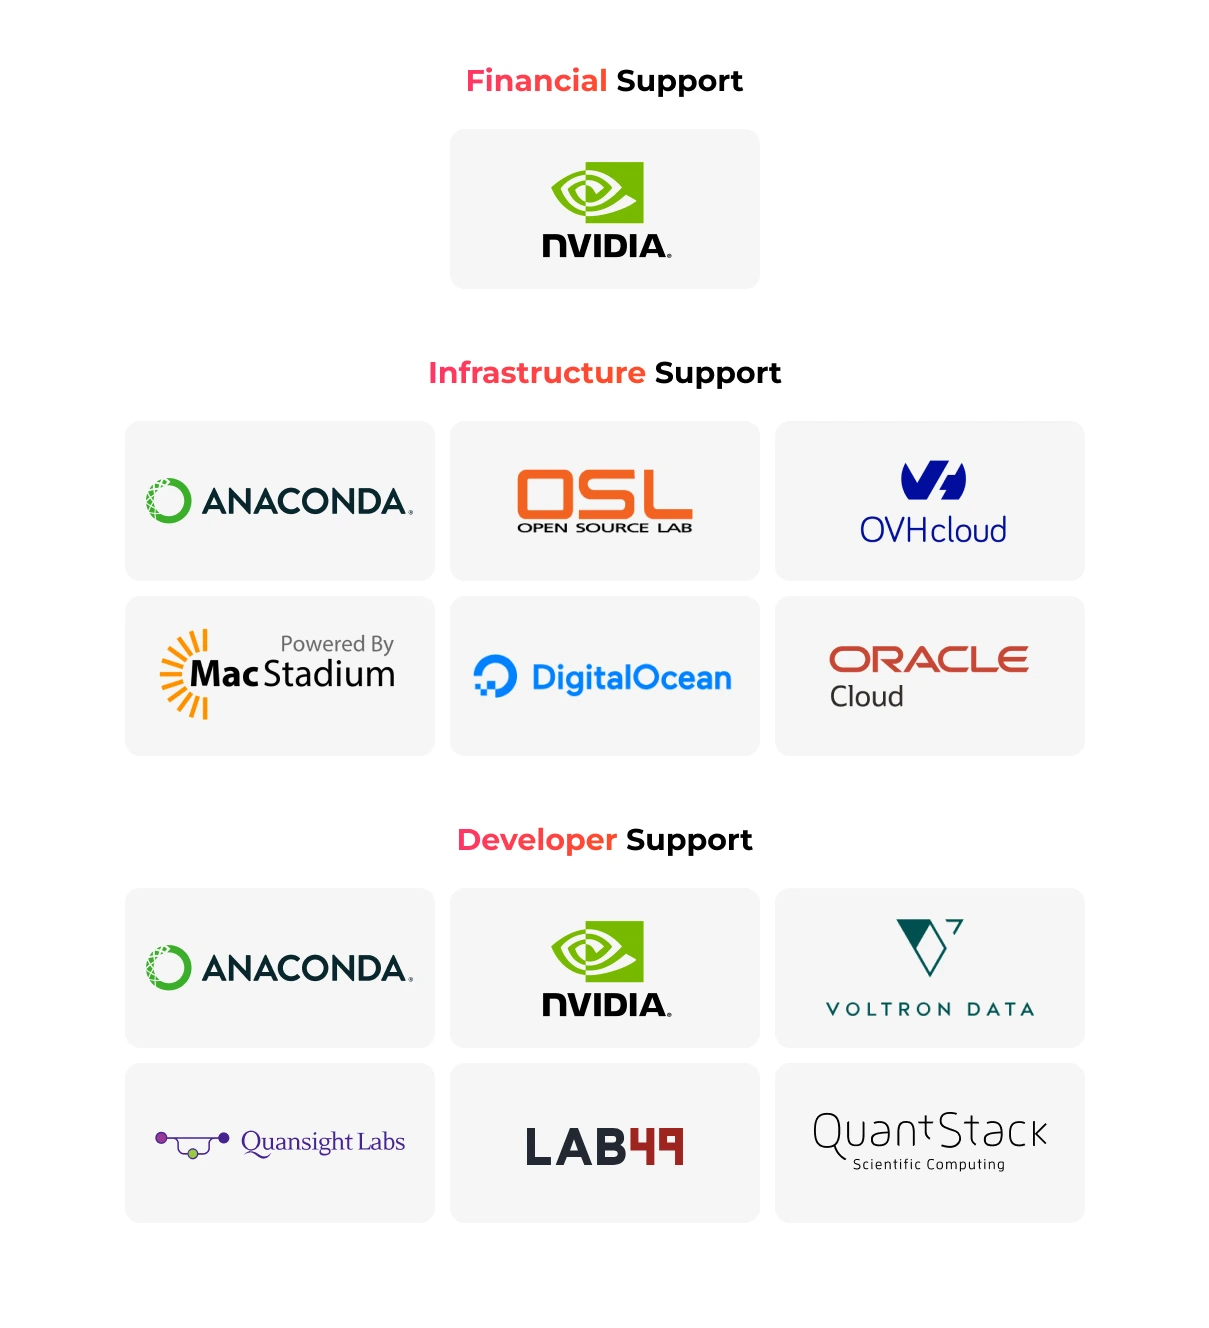 Financial Support
NVIDIA®
Infrastructure Support
ANACONDA®
OSL
OPEN SOURCE LAB
OVHcloud
Powered By
MacStadium
DigitalOcean
ORACLE
Cloud
Developer Support
ANACONDA®
NVIDIA®
VOLTRON DATA
Quansight Labs
LAB49
QuantStack
Scientific Computing